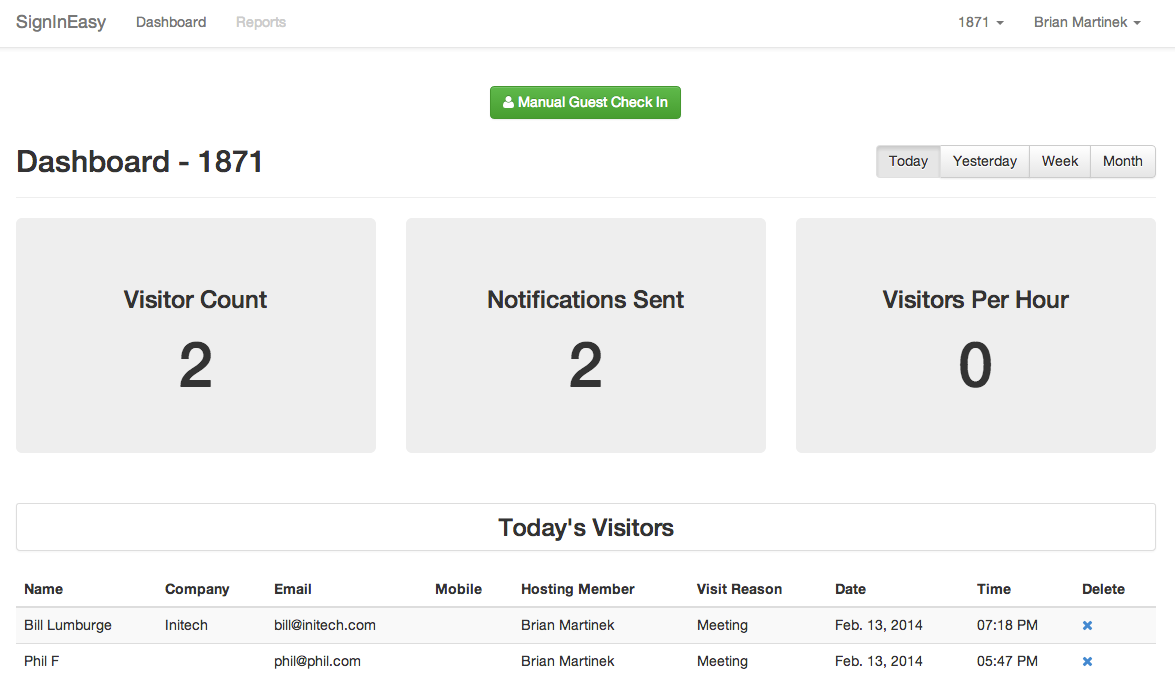 SignInEasy Dashboard Reports 1871 Brian Martinek
Manual Guest Check In
Dashboard - 1871 Today Yesterday Week Month
Visitor Count Notifications Sent Visitors Per Hour
2 2 0
Today's Visitors
Name Company Email Mobile Hosting Member Visit Reason Date Time Delete
Bill Lumburge Initech bill@initech.com Brian Martinek Meeting Feb. 13, 2014 07:18 PM
Phil F phil@phil.com Brian Martinek Meeting Feb. 13, 2014 05:47 PM